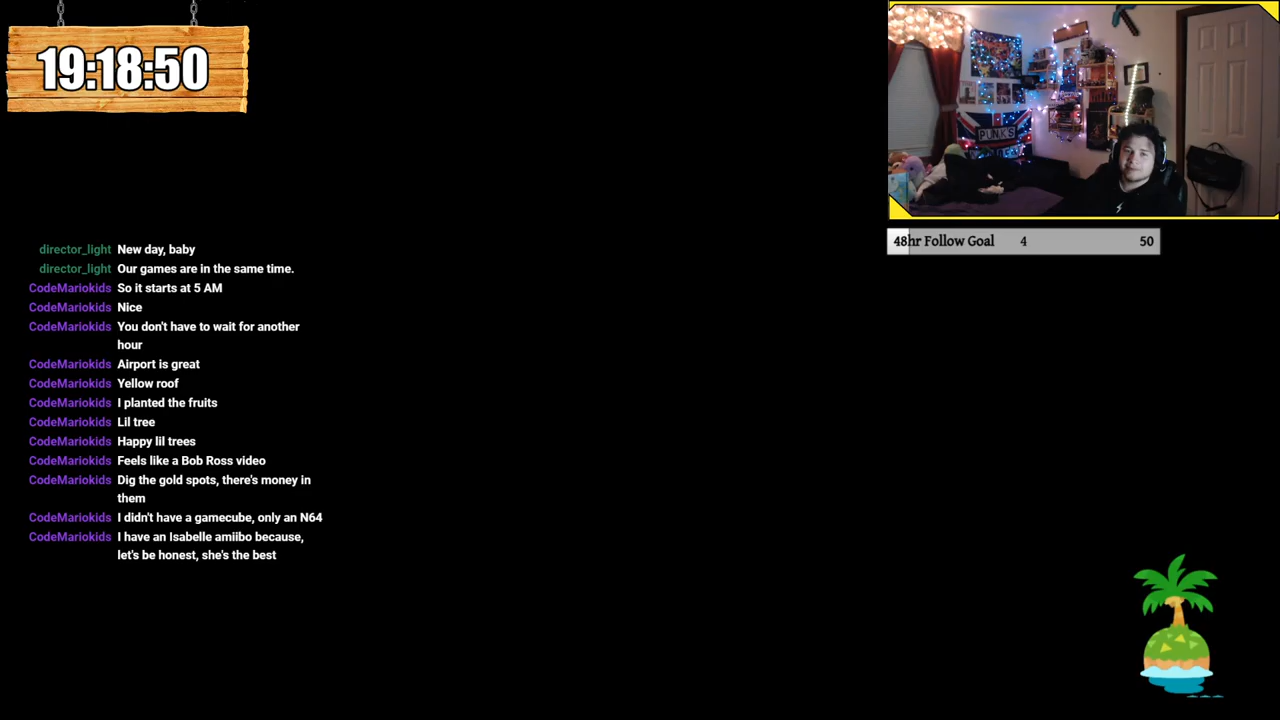 19:18:50
PUNKS
48hr Follow Goal 4 50
director_light New day, baby
director_light Our games are in the same time.
CodeMariokids So it starts at 5 AM
CodeMariokids Nice
CodeMariokids You don't have to wait for another
hour
CodeMariokids Airport is great
CodeMariokids Yellow roof
CodeMariokids I planted the fruits
CodeMariokids Lil tree
CodeMariokids Happy lil trees
CodeMariokids Feels like a Bob Ross video
CodeMariokids Dig the gold spots, there's money in
them
CodeMariokids I didn't have a gamecube, only an N64
CodeMariokids I have an Isabelle amiibo because,
let's be honest, she's the best